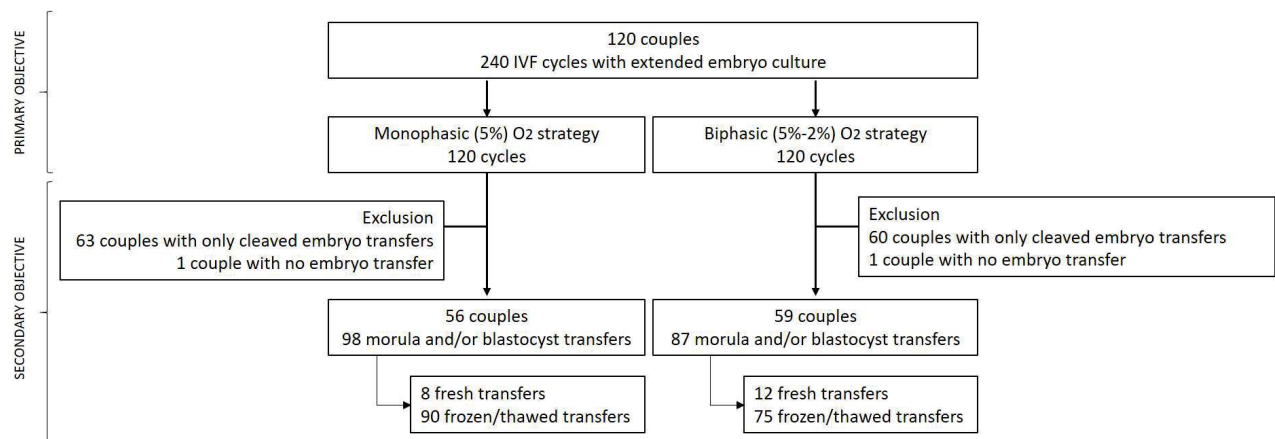 PRIMARY OBJECTIVE
120 couples
240 IVF cycles with extended embryo culture
Monophasic (5%) O2 strategy
120 cycles
Biphasic (5%-2%) O2 strategy
120 cycles
SECONDARY OBJECTIVE
Exclusion
63 couples with only cleaved embryo transfers
1 couple with no embryo transfer
Exclusion
60 couples with only cleaved embryo transfers
1 couple with no embryo transfer
56 couples
98 morula and/or blastocyst transfers
59 couples
87 morula and/or blastocyst transfers
8 fresh transfers
90 frozen/thawed transfers
12 fresh transfers
75 frozen/thawed transfers